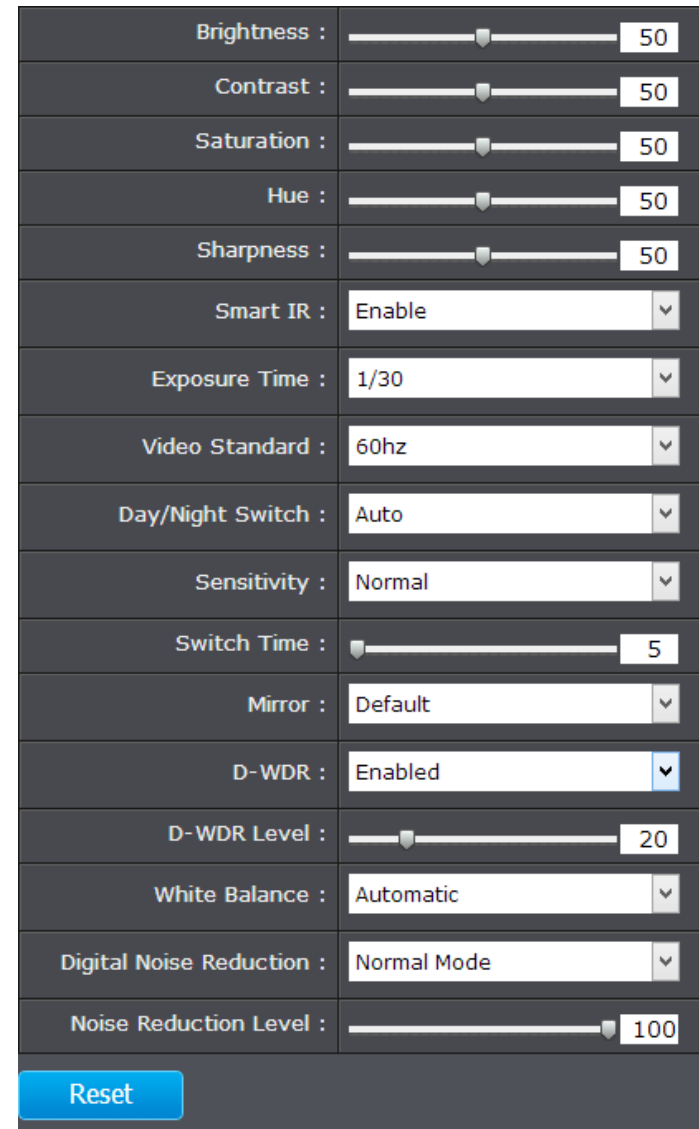 Brightness : 50
Contrast : 50
Saturation : 50
Hue : 50
Sharpness : 50
Smart IR : Enable
Exposure Time : 1/30
Video Standard : 60hz
Day/Night Switch : Auto
Sensitivity : Normal
Switch Time : 5
Mirror : Default
D-WDR : Enabled
D-WDR Level : 20
White Balance : Automatic
Digital Noise Reduction : Normal Mode
Noise Reduction Level : 100
Reset